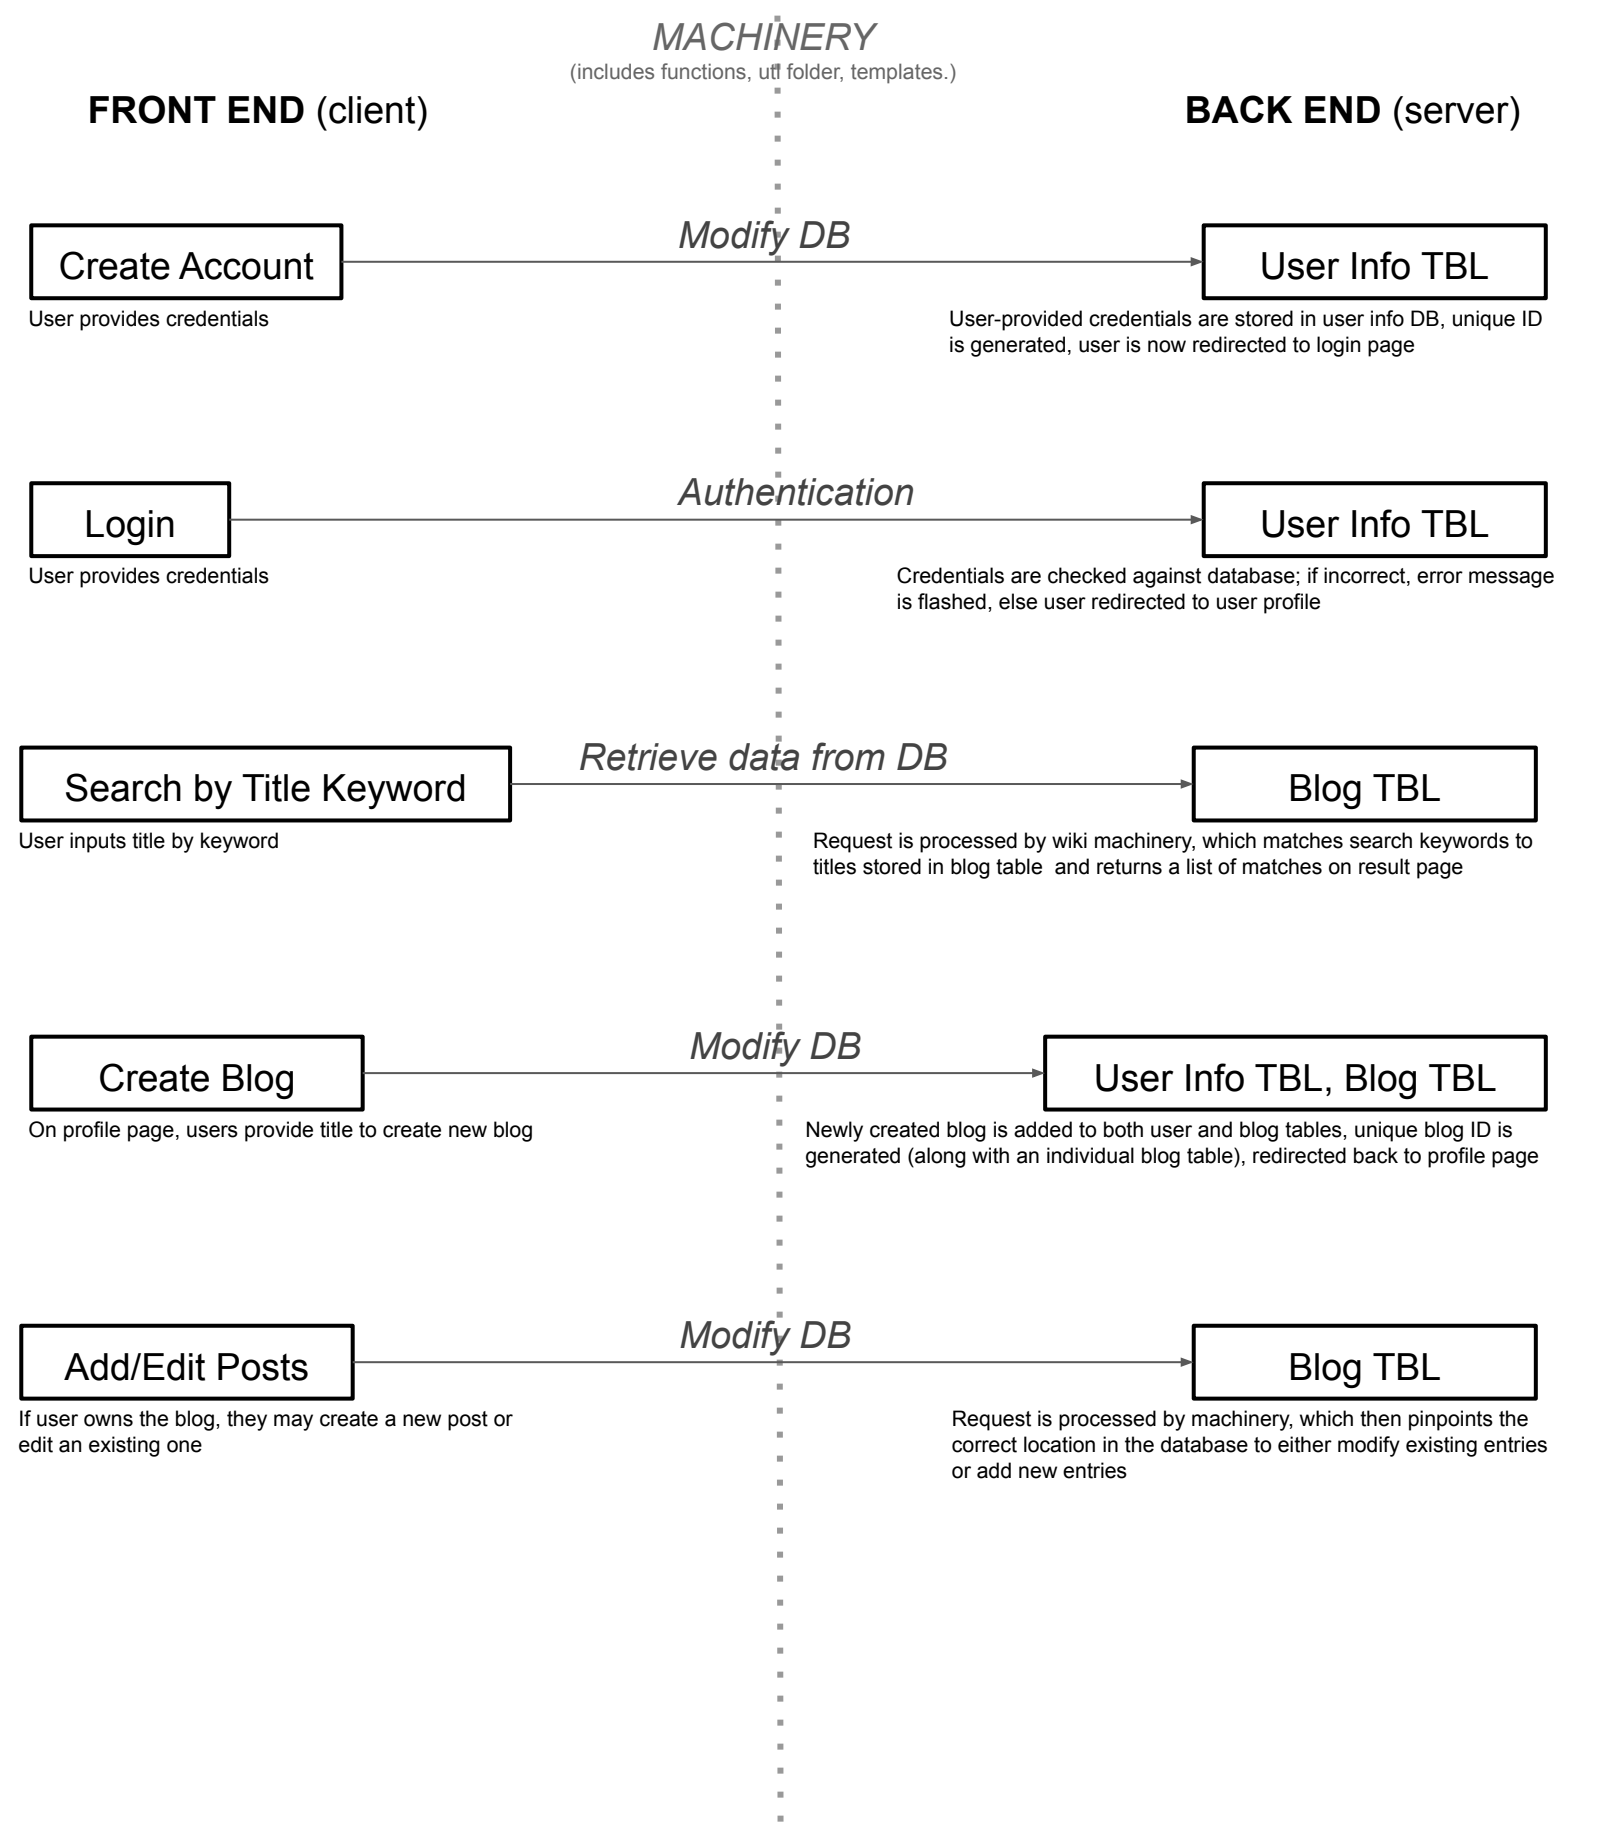 MACHINERY
(includes functions, utl folder, templates.)
FRONT END (client)
BACK END (server)
Modify DB
Create Account
User Info TBL
User provides credentials
User-provided credentials are stored in user info DB, unique ID
is generated, user is now redirected to login page
Authentication
Login
User Info TBL
User provides credentials
Credentials are checked against database; if incorrect, error message
is flashed, else user redirected to user profile
Retrieve data from DB
Search by Title Keyword
Blog TBL
User inputs title by keyword
Request is processed by wiki machinery, which matches search keywords to
titles stored in blog table  and returns a list of matches on result page
Modify DB
Create Blog
User Info TBL, Blog TBL
On profile page, users provide title to create new blog
Newly created blog is added to both user and blog tables, unique blog ID is
generated (along with an individual blog table), redirected back to profile page
Modify DB
Add/Edit Posts
Blog TBL
If user owns the blog, they may create a new post or
edit an existing one
Request is processed by machinery, which then pinpoints the
correct location in the database to either modify existing entries
or add new entries